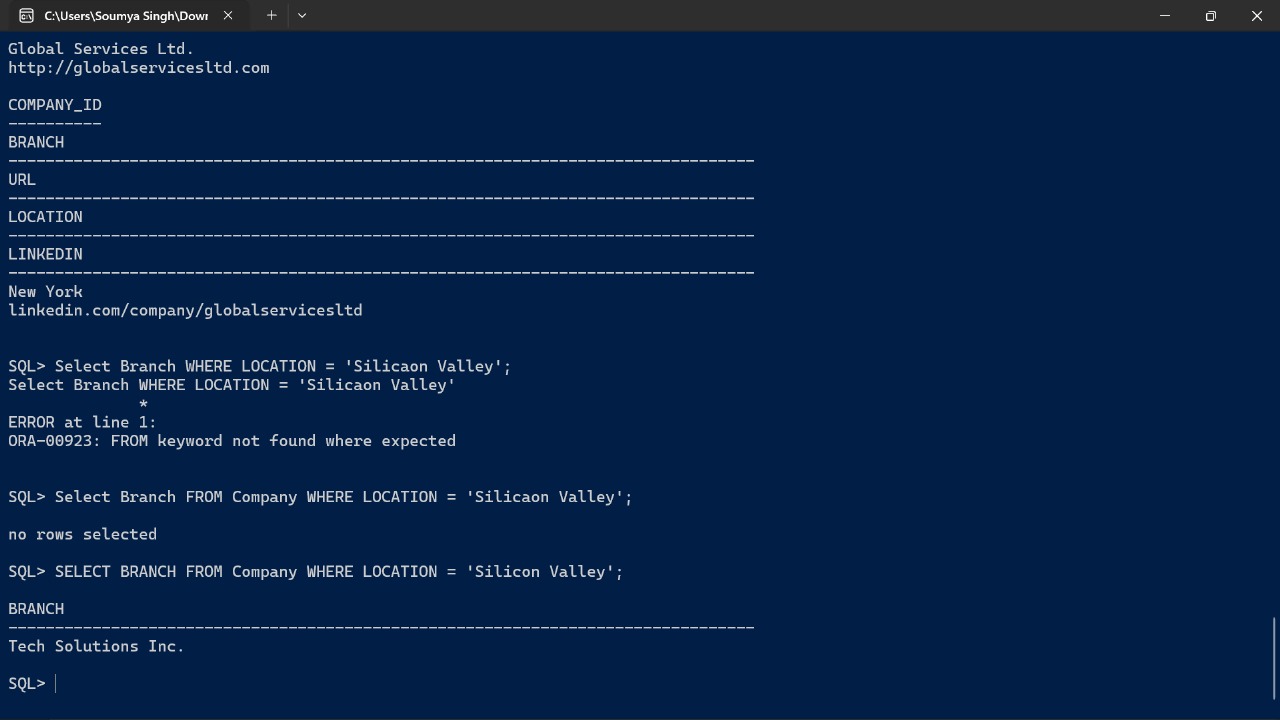 C:\Users\Soumya Singh\Dowr
Global Services Ltd.
http://globalservicesltd.com
COMPANY_ID
----------
BRANCH
--------------------------------------------------------------------------------
URL
--------------------------------------------------------------------------------
LOCATION
--------------------------------------------------------------------------------
LINKEDIN
--------------------------------------------------------------------------------
New York
linkedin.com/company/globalservicesltd
SQL> Select Branch WHERE LOCATION = 'Silicaon Valley';
Select Branch WHERE LOCATION = 'Silicaon Valley'
*
ERROR at line 1:
ORA-00923: FROM keyword not found where expected
SQL> Select Branch FROM Company WHERE LOCATION = 'Silicaon Valley';
no rows selected
SQL> SELECT BRANCH FROM Company WHERE LOCATION = 'Silicon Valley';
BRANCH
--------------------------------------------------------------------------------
Tech Solutions Inc.
SQL>